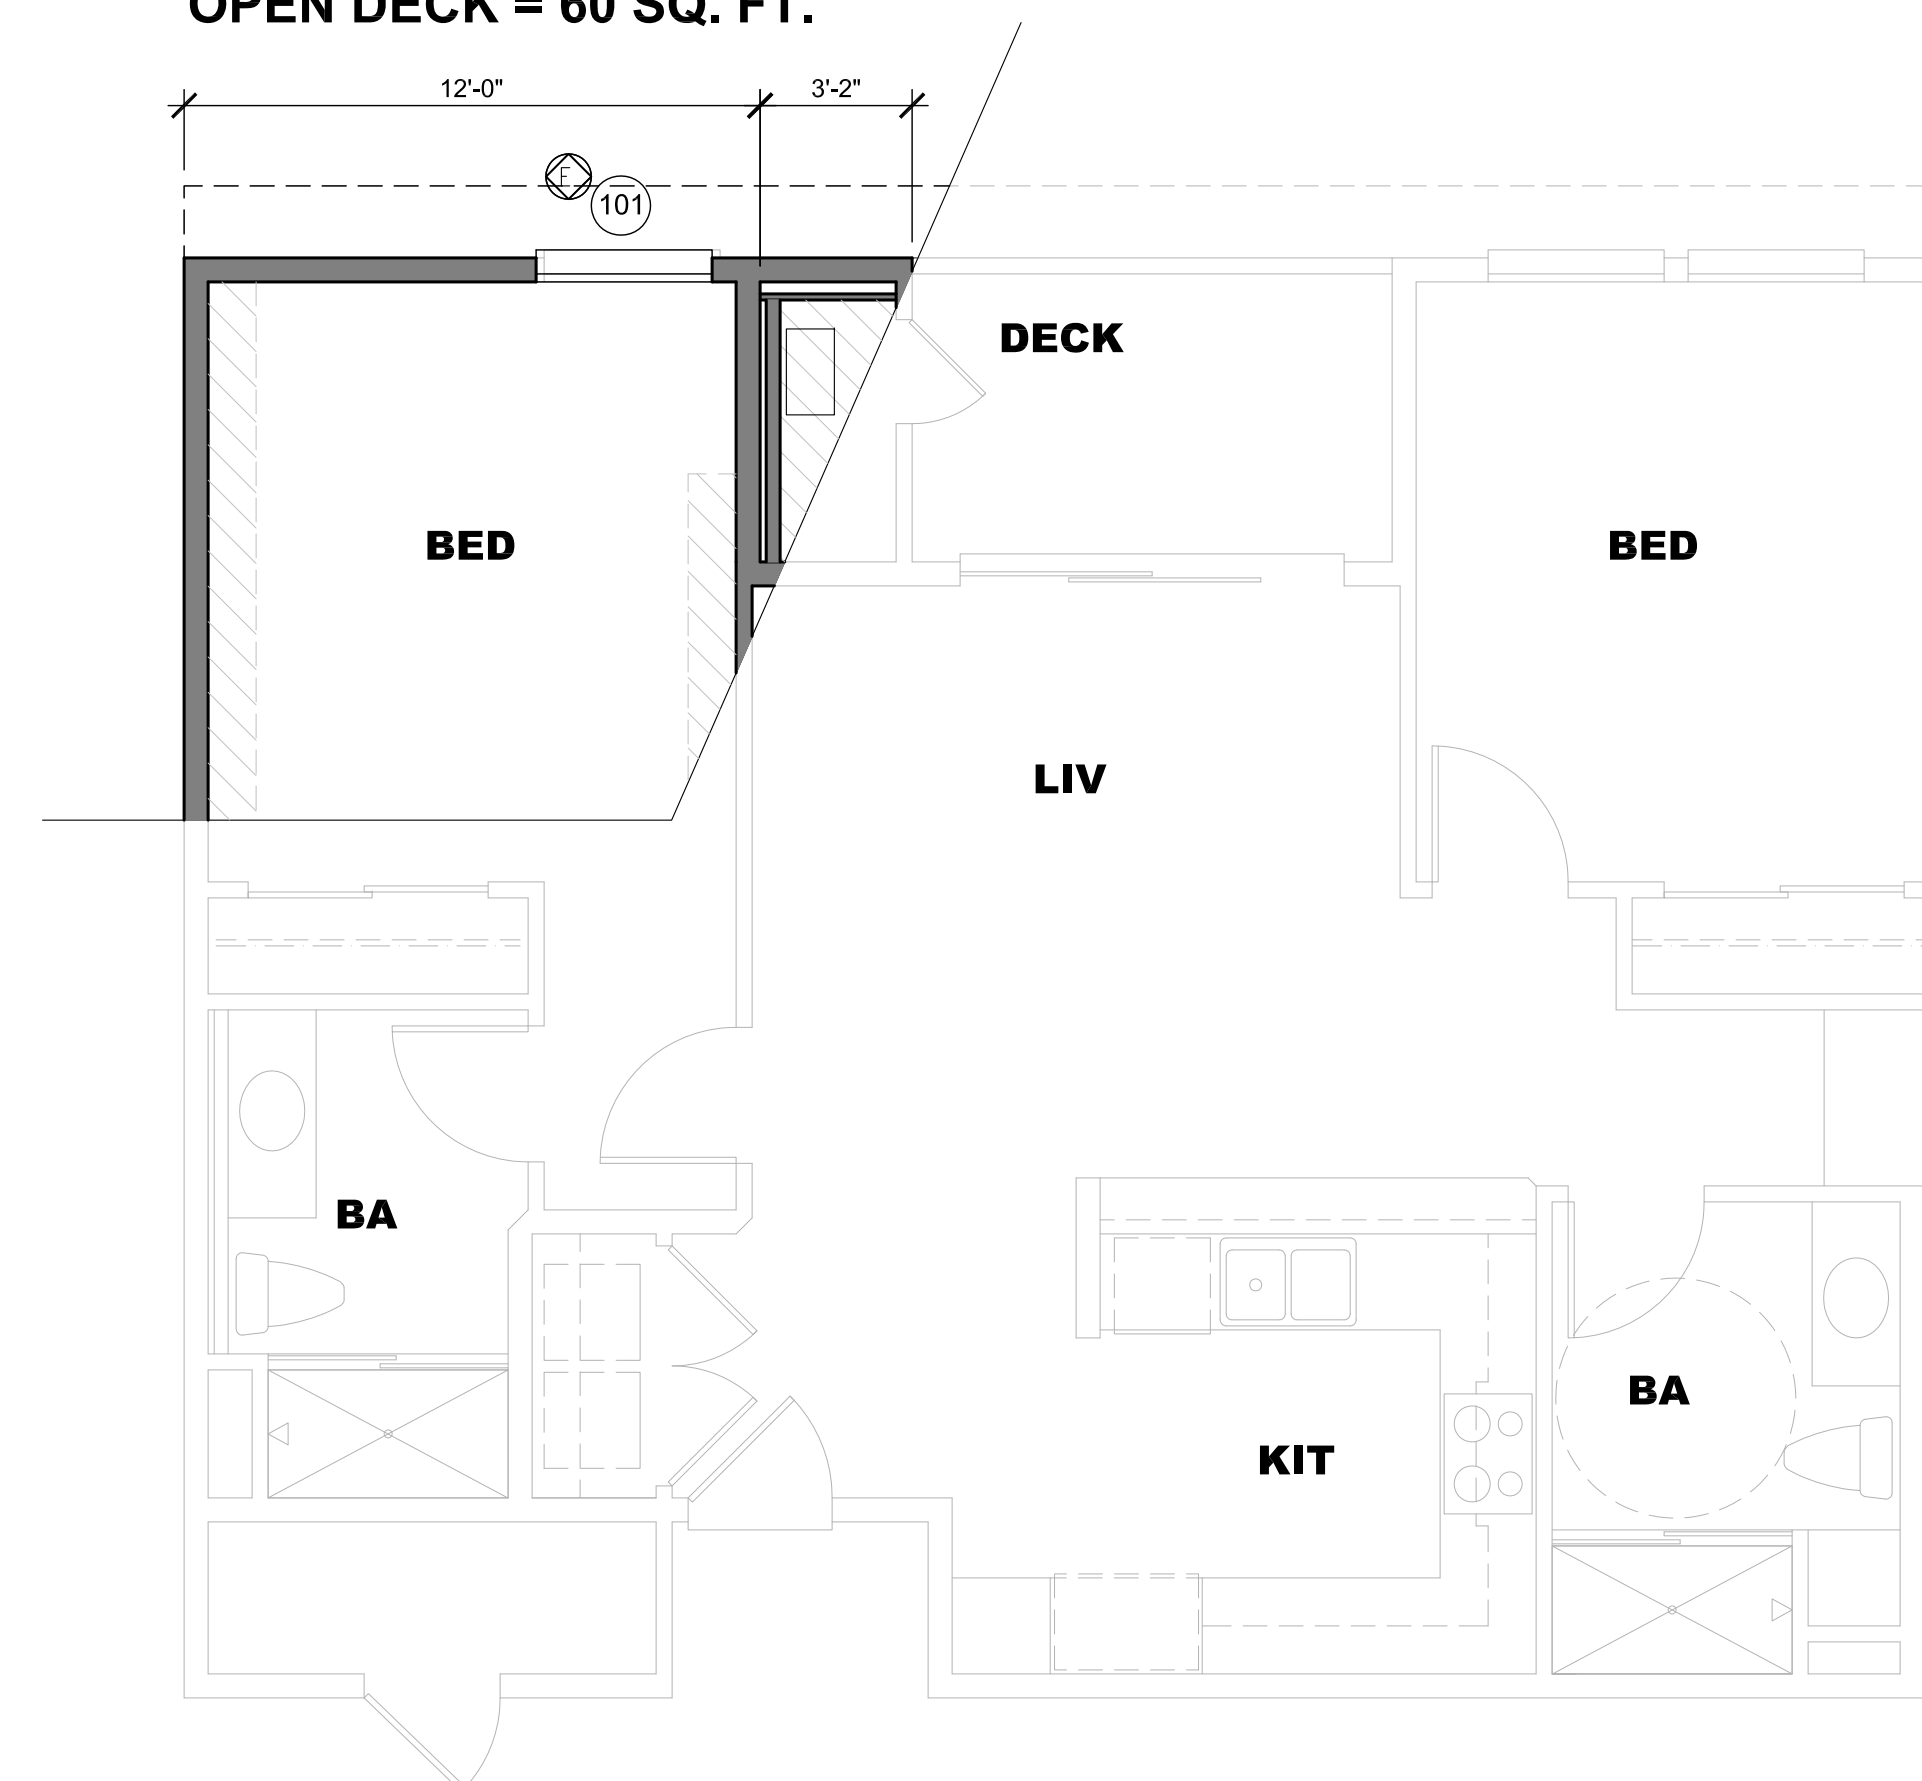 OPEN DECK = 60 SQ. FT.
12'-0"
3'-2"
F
101
DECK
BED
BED
LIV
BA
BA
KIT